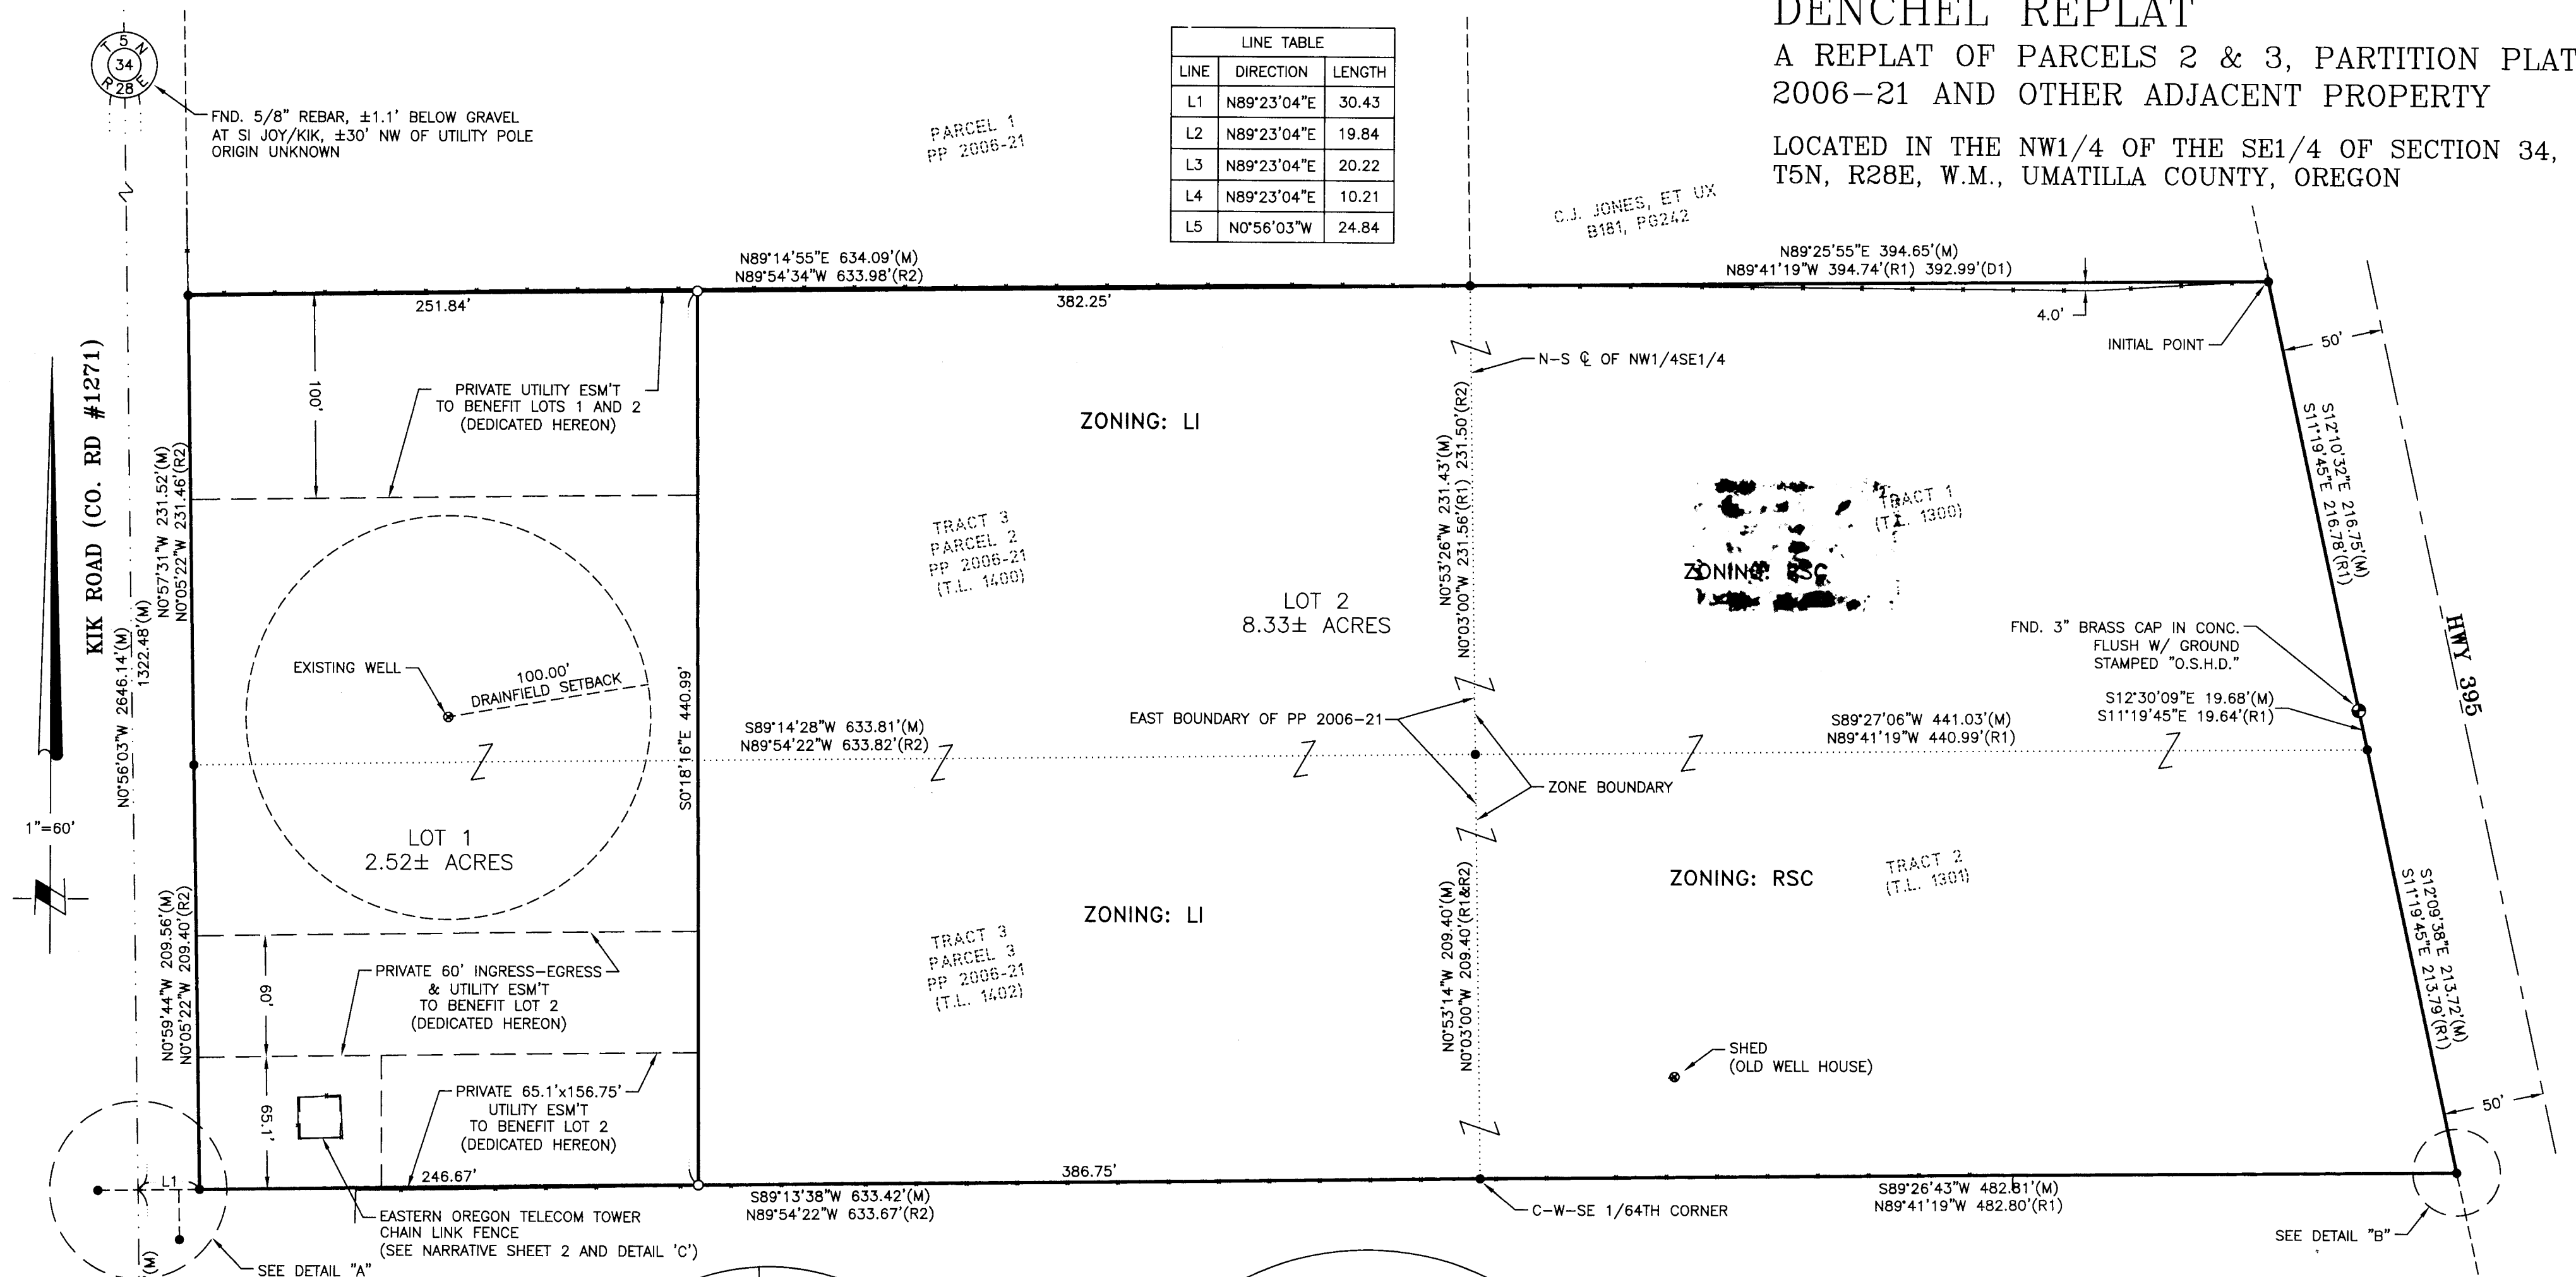 DENCHEL REPLAT
A REPLAT OF PARCELS 2 & 3, PARTITION PLAT
2006-21 AND OTHER ADJACENT PROPERTY
LOCATED IN THE NW1/4 OF THE SE1/4 OF SECTION 34,
T5N, R28E, W.M., UMATILLA COUNTY, OREGON
T 5 N
34
R 28 E
FND. 5/8" REBAR, ±1.1' BELOW GRAVEL
AT SI JOY/KIK, ±30' NW OF UTILITY POLE
ORIGIN UNKNOWN
PARCEL 1
PP 2006-21
LINE TABLE
LINE DIRECTION LENGTH
L1 N89°23'04"E 30.43
L2 N89°23'04"E 19.84
L3 N89°23'04"E 20.22
L4 N89°23'04"E 10.21
L5 N0°56'03"W 24.84
C.J. JONES, ET UX
B181, PG242
N89°14'55"E 634.09'(M)
N89°54'34"W 633.98'(R2)
251.84'
382.25'
N89°25'55"E 394.65'(M)
N89°41'19"W 394.74'(R1) 392.99'(D1)
4.0'
INITIAL POINT
50'
KIK ROAD (CO. RD #1271)
N0°56'03"W 2646.14'(M)
1322.48'(M)
N0°57'31"W 231.52'(M)
N0°05'22"W 231.46'(R2)
100'
PRIVATE UTILITY ESM'T
TO BENEFIT LOTS 1 AND 2
(DEDICATED HEREON)
ZONING: LI
N-S ℄ OF NW1/4SE1/4
N0°53'26"W 231.43'(M)
N0°03'00"W 231.56'(R1) 231.50'(R2)
TRACT 3
PARCEL 2
PP 2006-21
(T.L. 1400)
TRACT 1
(T.L. 1300)
ZONING: RSC
LOT 2
8.33± ACRES
S12°10'32"E 216.75'(M)
S11°19'45"E 216.78'(R1)
HWY 395
FND. 3" BRASS CAP IN CONC.
FLUSH W/ GROUND
STAMPED "O.S.H.D."
S12°30'09"E 19.68'(M)
S11°19'45"E 19.64'(R1)
EXISTING WELL
100.00'
DRAINFIELD SETBACK
S0°18'16"E 440.99'
S89°14'28"W 633.81'(M)
N89°54'22"W 633.82'(R2)
EAST BOUNDARY OF PP 2006-21
S89°27'06"W 441.03'(M)
N89°41'19"W 440.99'(R1)
ZONE BOUNDARY
1"=60'
LOT 1
2.52± ACRES
N0°59'44"W 209.56'(M)
N0°05'22"W 209.40'(R2)
ZONING: LI
TRACT 3
PARCEL 3
PP 2006-21
(T.L. 1402)
N0°53'14"W 209.40'(M)
N0°03'00"W 209.40'(R1&R2)
ZONING: RSC
TRACT 2
(T.L. 1301)
S12°09'38"E 213.72'(M)
S11°19'45"E 213.79'(R1)
60'
PRIVATE 60' INGRESS-EGRESS
& UTILITY ESM'T
TO BENEFIT LOT 2
(DEDICATED HEREON)
SHED
(OLD WELL HOUSE)
65.1'
PRIVATE 65.1'x156.75'
UTILITY ESM'T
TO BENEFIT LOT 2
(DEDICATED HEREON)
50'
L1
246.67'
386.75'
S89°13'38"W 633.42'(M)
N89°54'22"W 633.67'(R2)
S89°26'43"W 482.81'(M)
N89°41'19"W 482.80'(R1)
C-W-SE 1/64TH CORNER
EASTERN OREGON TELECOM TOWER
CHAIN LINK FENCE
(SEE NARRATIVE SHEET 2 AND DETAIL 'C')
SEE DETAIL "A"
SEE DETAIL "B"
(M)